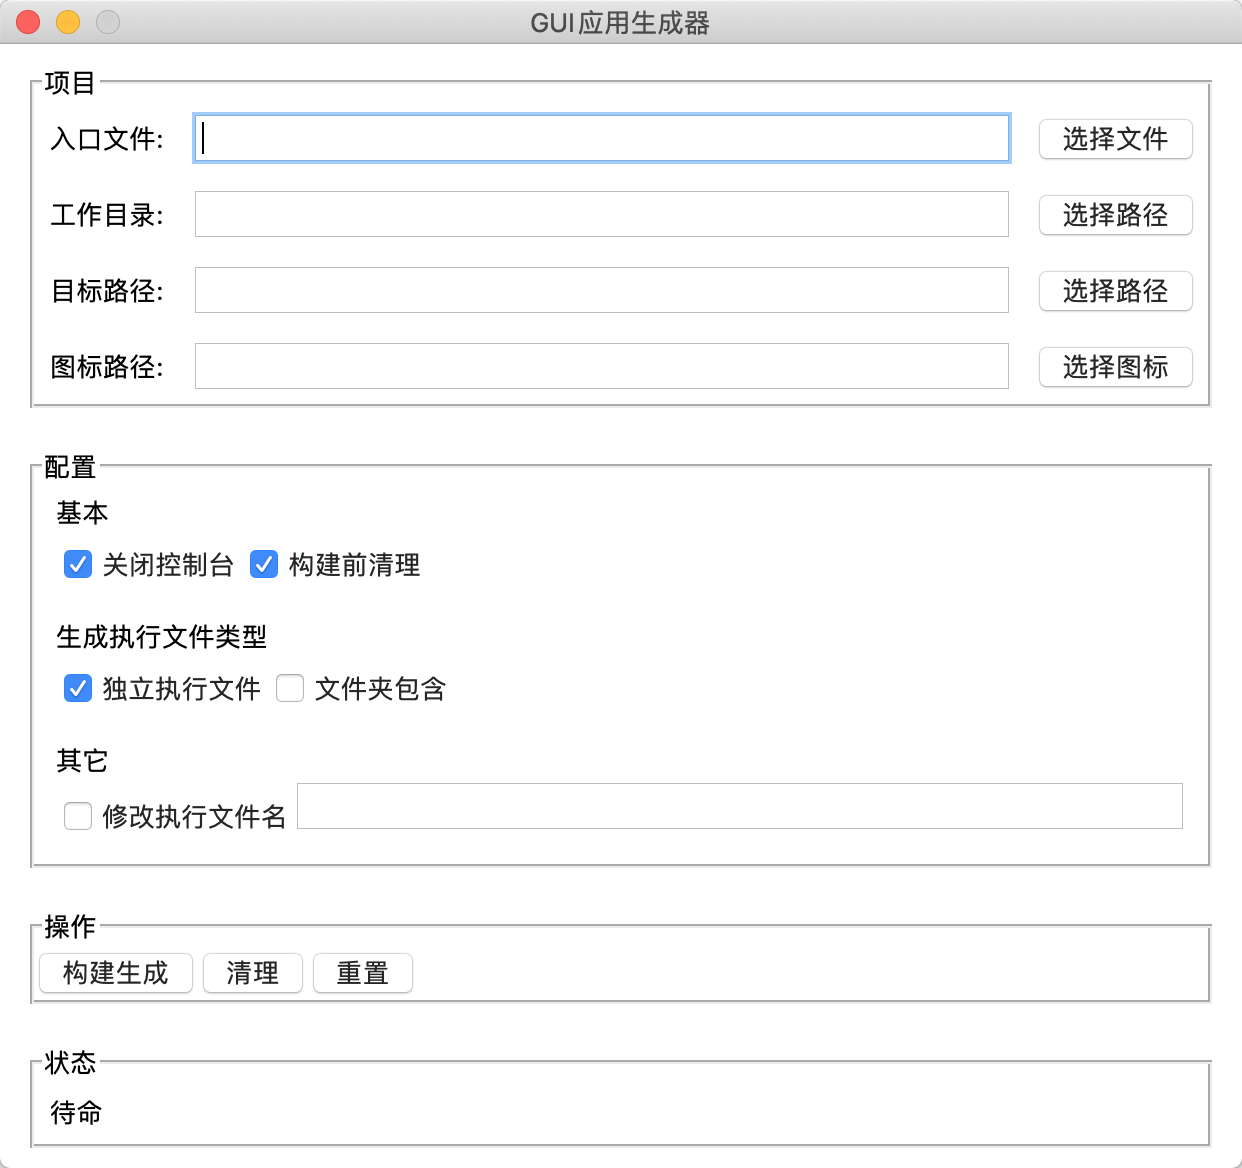 GUI应用生成器
项目
入口文件: 选择文件
工作目录: 选择路径
目标路径: 选择路径
图标路径: 选择图标
配置
基本
关闭控制台 构建前清理
生成执行文件类型
独立执行文件 文件夹包含
其它
修改执行文件名
操作
构建生成 清理 重置
状态
待命